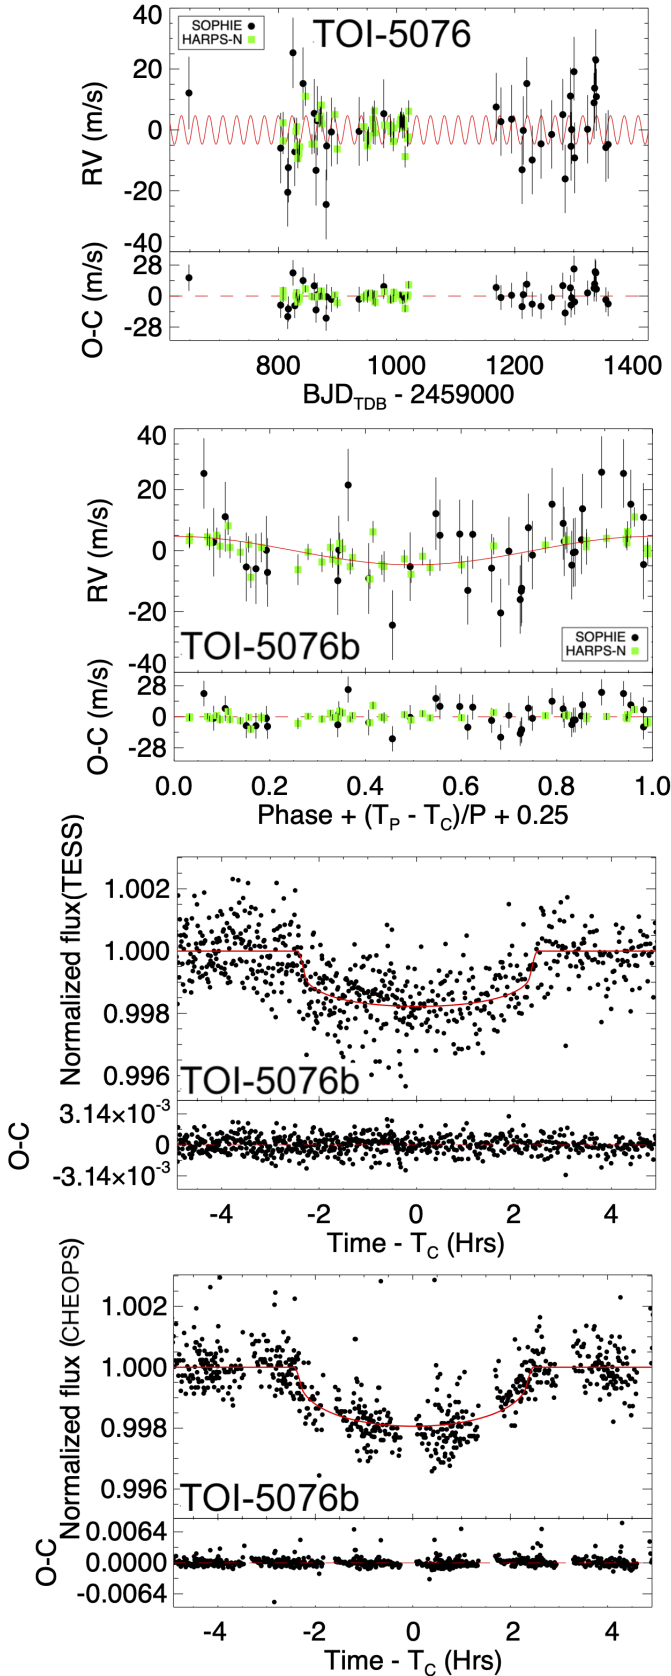 SOPHIE
HARPS-N
TOI-5076
40
20
0
-20
-40
RV (m/s)
28
0
-28
O-C (m/s)
800 1000 1200 1400
BJD_TDB - 2459000
40
20
0
-20
-40
RV (m/s)
TOI-5076b
SOPHIE
HARPS-N
28
0
-28
O-C (m/s)
0.0 0.2 0.4 0.6 0.8 1.0
Phase + (T_P - T_C)/P + 0.25
1.002
1.000
0.998
0.996
Normalized flux(TESS)
TOI-5076b
3.14×10⁻³
0
-3.14×10⁻³
O-C
-4 -2 0 2 4
Time - T_C (Hrs)
1.002
1.000
0.998
0.996
Normalized flux (CHEOPS)
TOI-5076b
0.0064
0.0000
-0.0064
O-C
-4 -2 0 2 4
Time - T_C (Hrs)